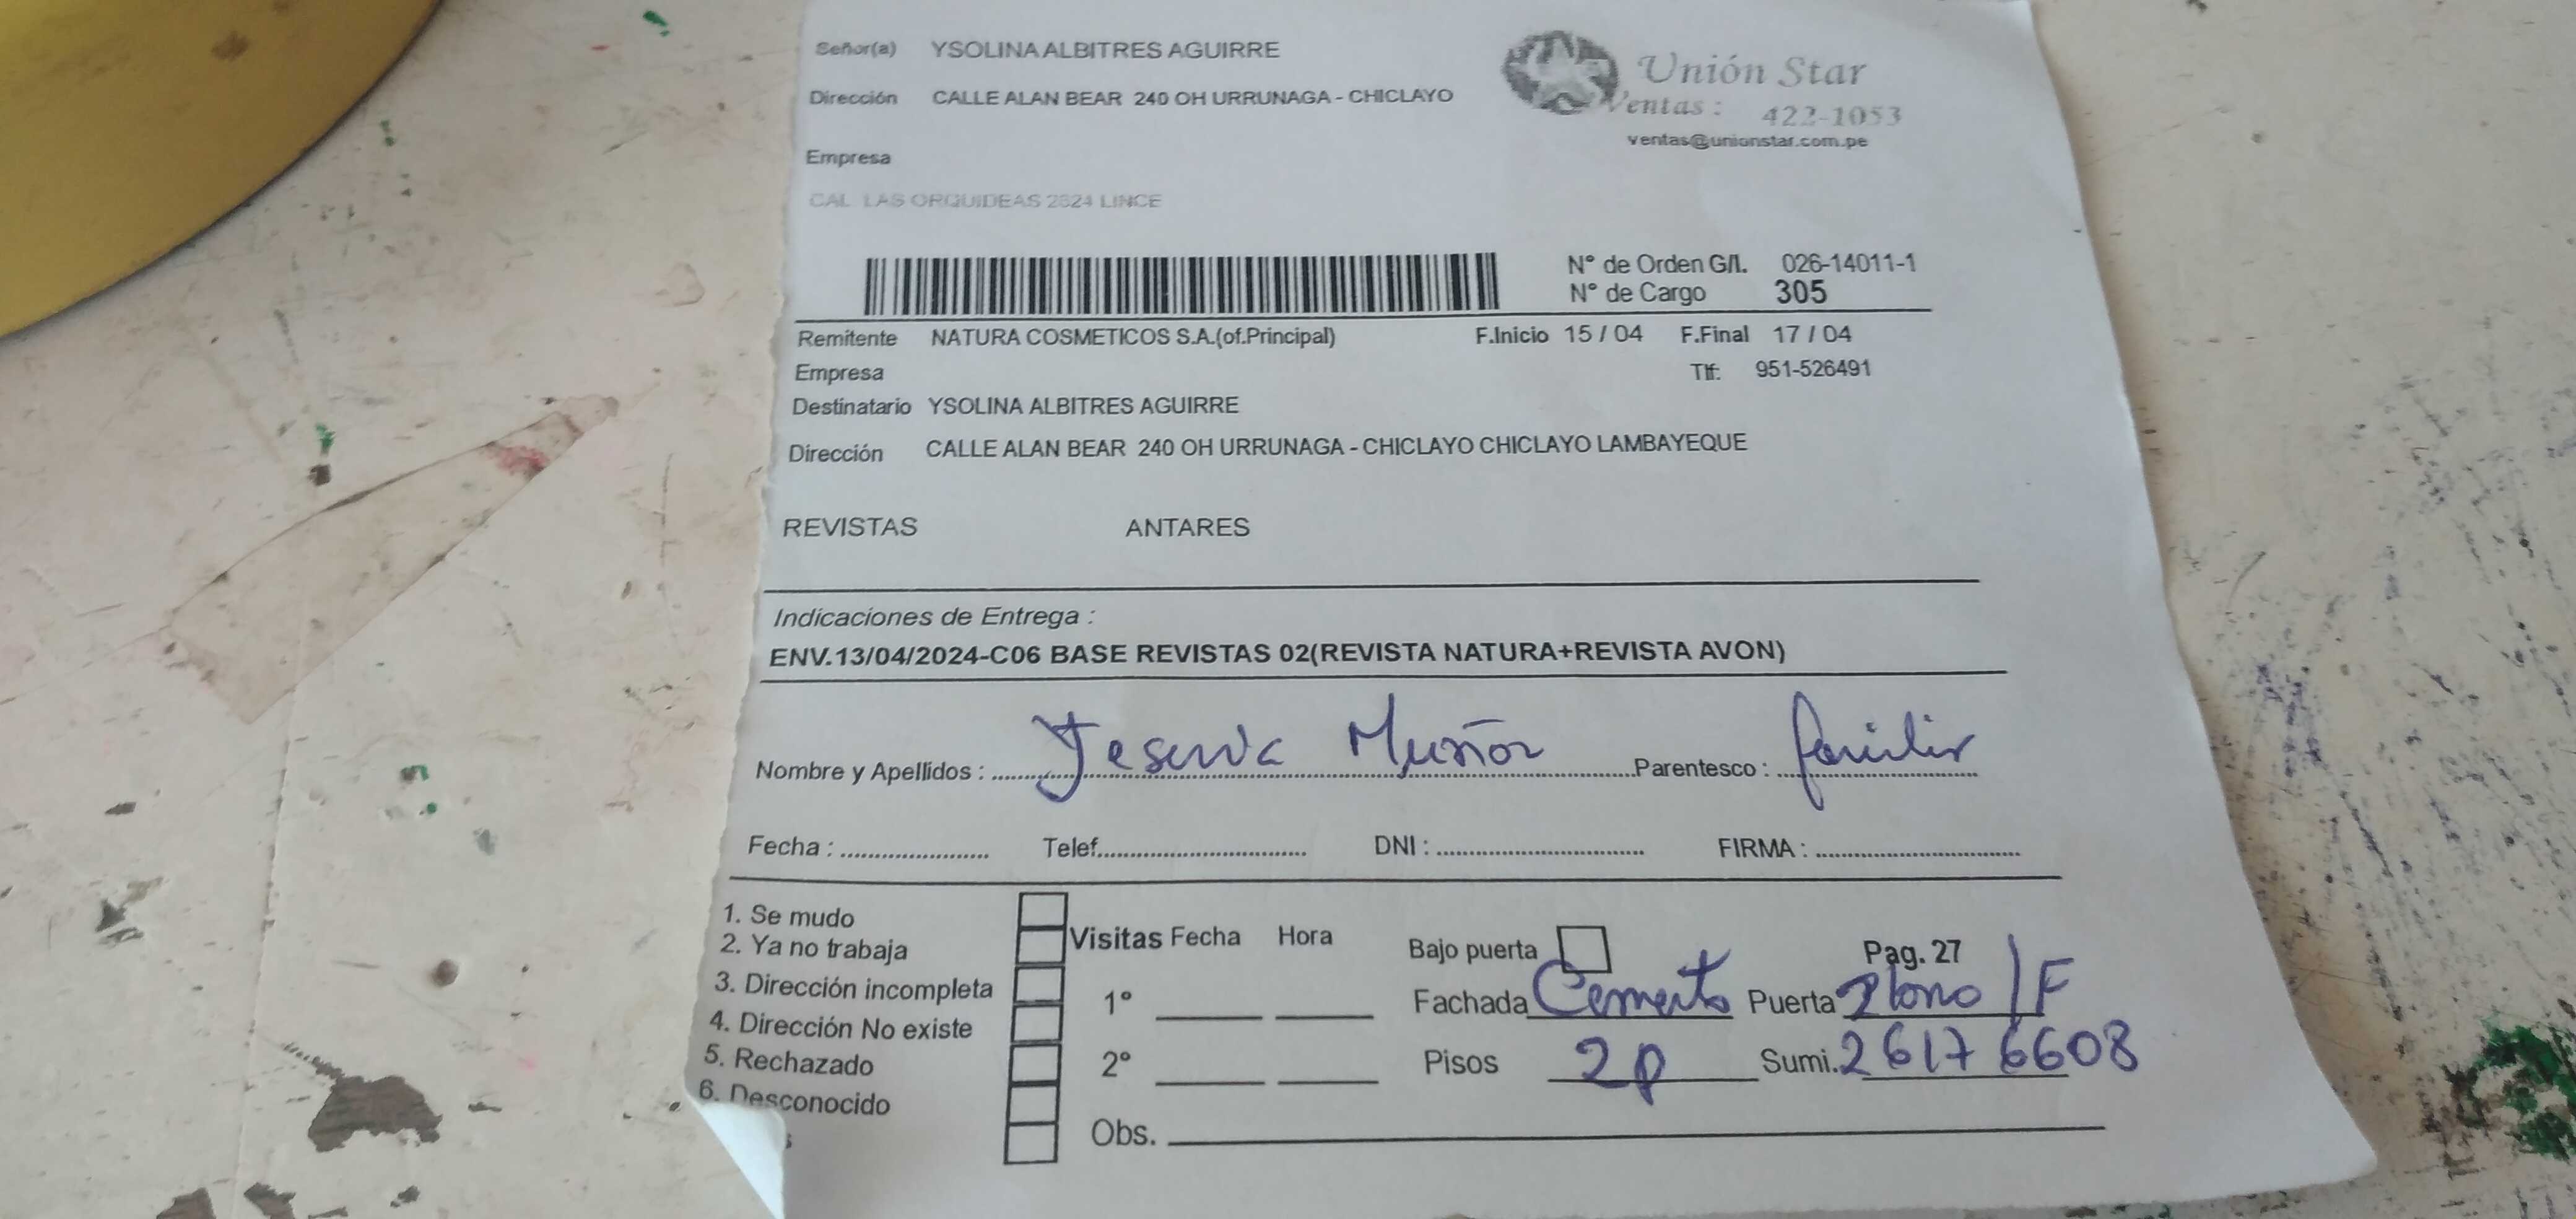 Señor(a) YSOLINA ALBITRES AGUIRRE
Dirección CALLE ALAN BEAR 240 OH URRUNAGA - CHICLAYO
Unión Star
Ventas : 422-1053
ventas@unionstar.com.pe
Empresa
CAL LAS ORQUIDEAS 2624 LINCE
N° de Orden G/I. 026-14011-1
N° de Cargo 305
Remitente NATURA COSMETICOS S.A.(of.Principal) F.Inicio 15 / 04 F.Final 17 / 04
Empresa Tlf: 951-526491
Destinatario YSOLINA ALBITRES AGUIRRE
Dirección CALLE ALAN BEAR 240 OH URRUNAGA - CHICLAYO CHICLAYO LAMBAYEQUE
REVISTAS ANTARES
Indicaciones de Entrega :
ENV.13/04/2024-C06 BASE REVISTAS 02(REVISTA NATURA+REVISTA AVON)
Nombre y Apellidos : Muñoz Parentesco : familiar
Fecha : Telef. DNI : FIRMA :
1. Se mudo
2. Ya no trabaja
3. Dirección incompleta
4. Dirección No existe
5. Rechazado
6. Desconocido
Visitas Fecha Hora
1°
2°
Obs.
Bajo puerta Pag. 27
Fachada Cemento Puerta Plomo / F
Pisos 2p Sumi. 26176608